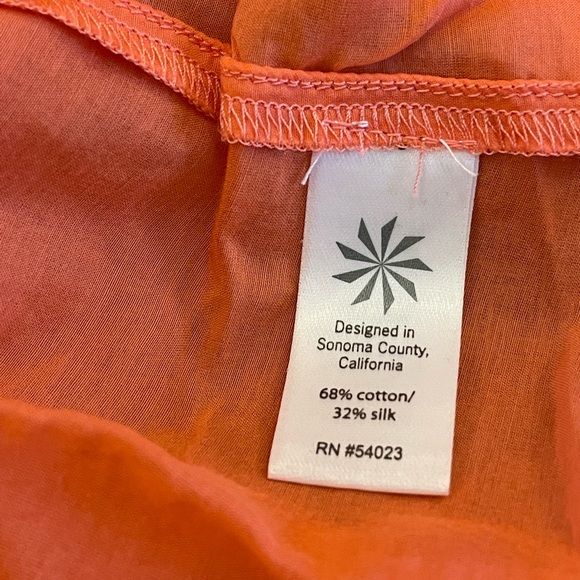 Designed in
Sonoma County,
California
68% cotton/
32% silk
RN #54023